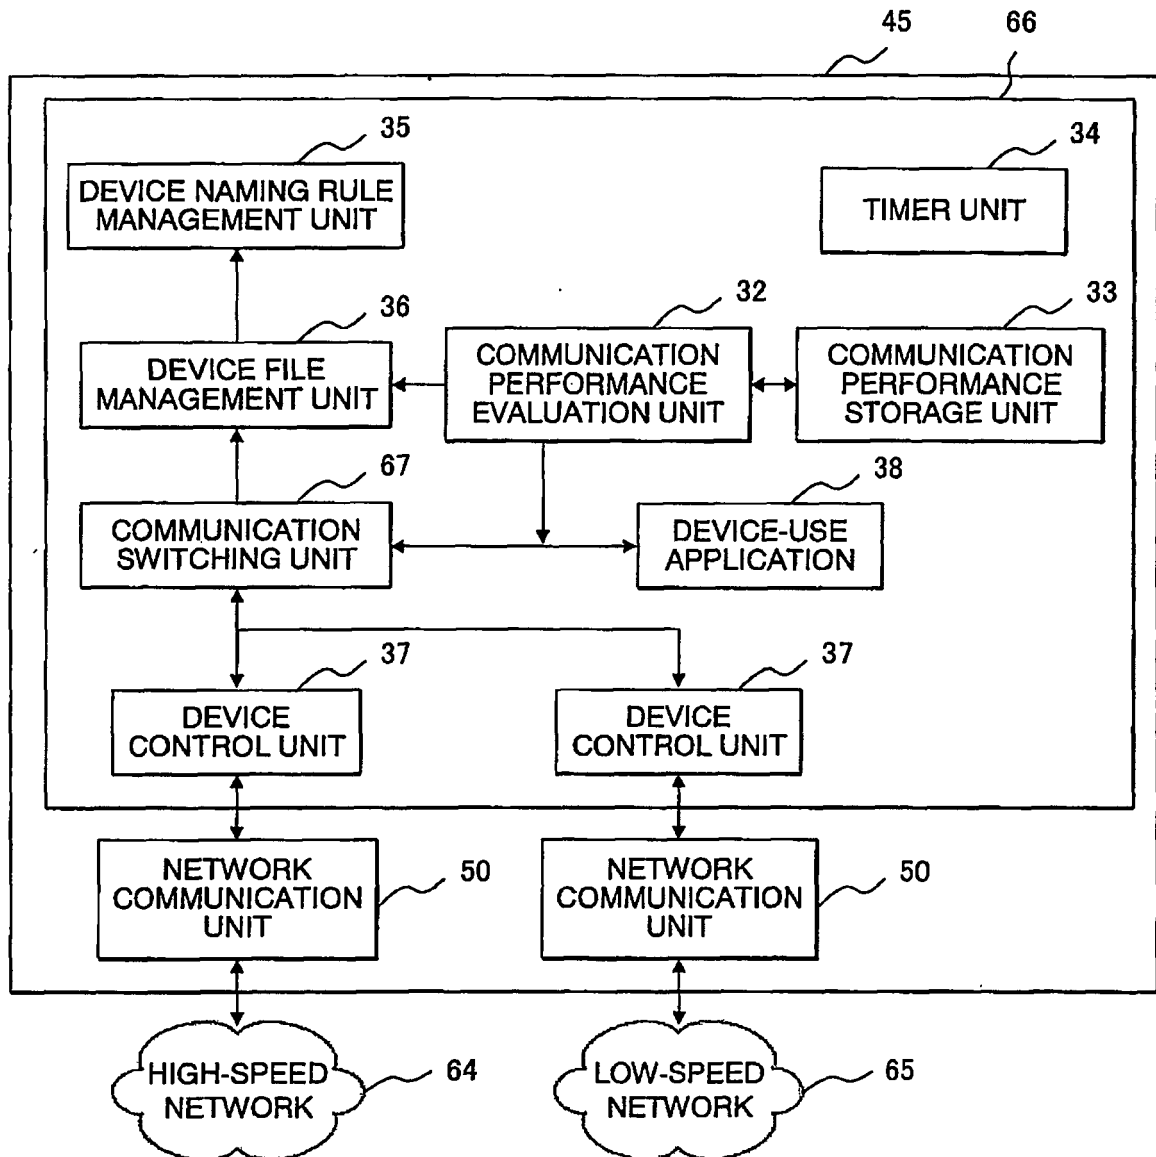 45
66
35
DEVICE NAMING RULE
MANAGEMENT UNIT
34
TIMER UNIT
36
DEVICE FILE
MANAGEMENT UNIT
32
COMMUNICATION
PERFORMANCE
EVALUATION UNIT
33
COMMUNICATION
PERFORMANCE
STORAGE UNIT
67
COMMUNICATION
SWITCHING UNIT
38
DEVICE-USE
APPLICATION
37
DEVICE
CONTROL UNIT
37
DEVICE
CONTROL UNIT
NETWORK
COMMUNICATION
UNIT
50
NETWORK
COMMUNICATION
UNIT
50
HIGH-SPEED
NETWORK
64
LOW-SPEED
NETWORK
65